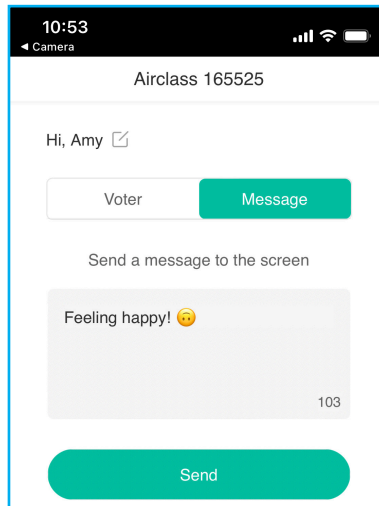 10:53
◀ Camera
Airclass 165525
Hi, Amy
Voter
Message
Send a message to the screen
Feeling happy! 🙃
103
Send